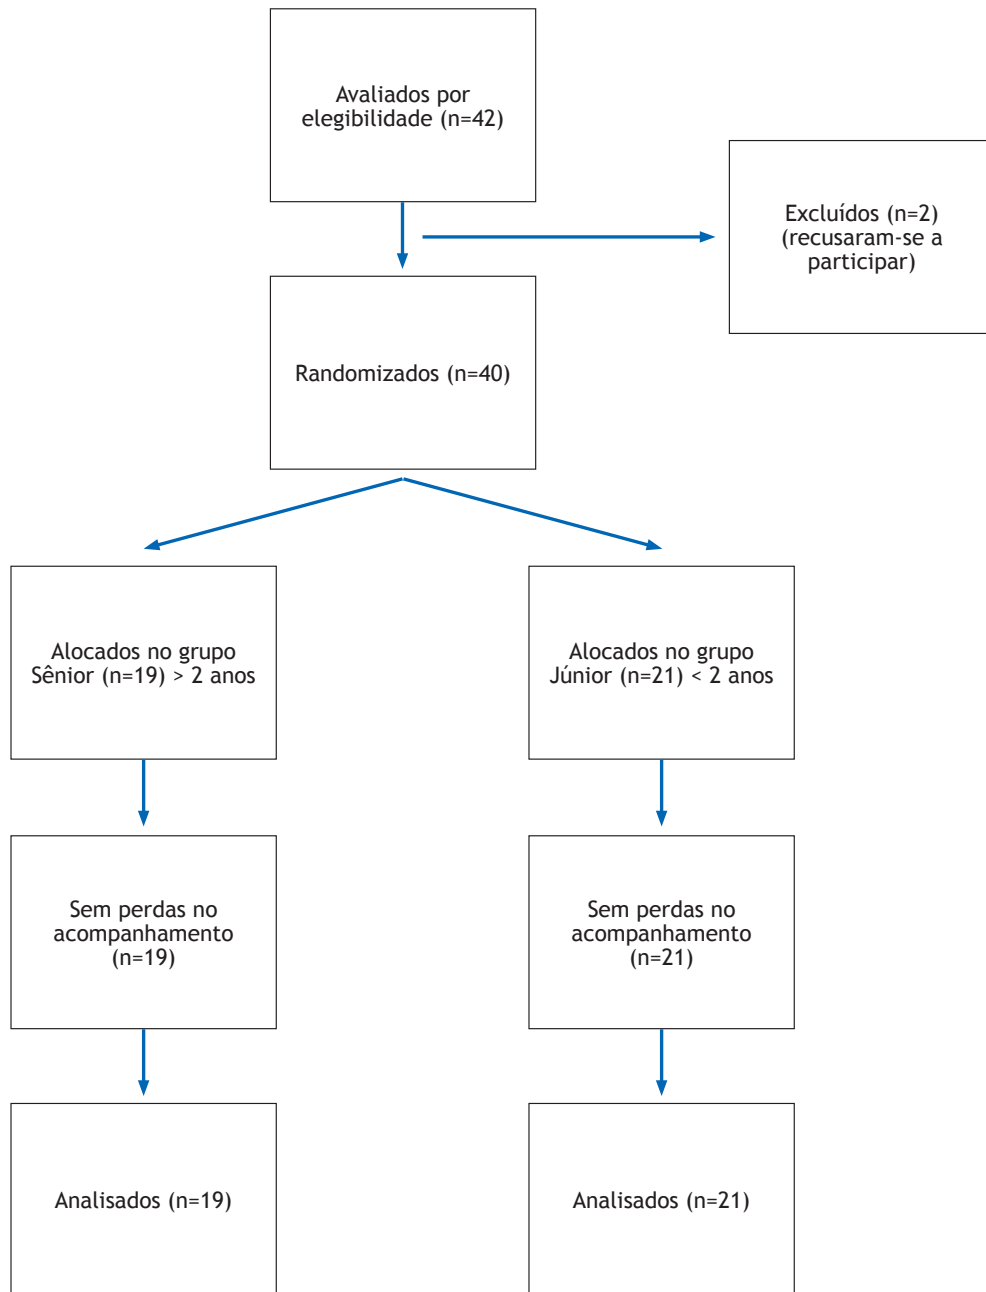 Avaliados por
elegibilidade (n=42)
Excluídos (n=2)
(recusaram-se a
participar)
Randomizados (n=40)
Alocados no grupo
Sênior (n=19) > 2 anos
Alocados no grupo
Júnior (n=21) < 2 anos
Sem perdas no
acompanhamento
(n=19)
Sem perdas no
acompanhamento
(n=21)
Analisados (n=19)
Analisados (n=21)